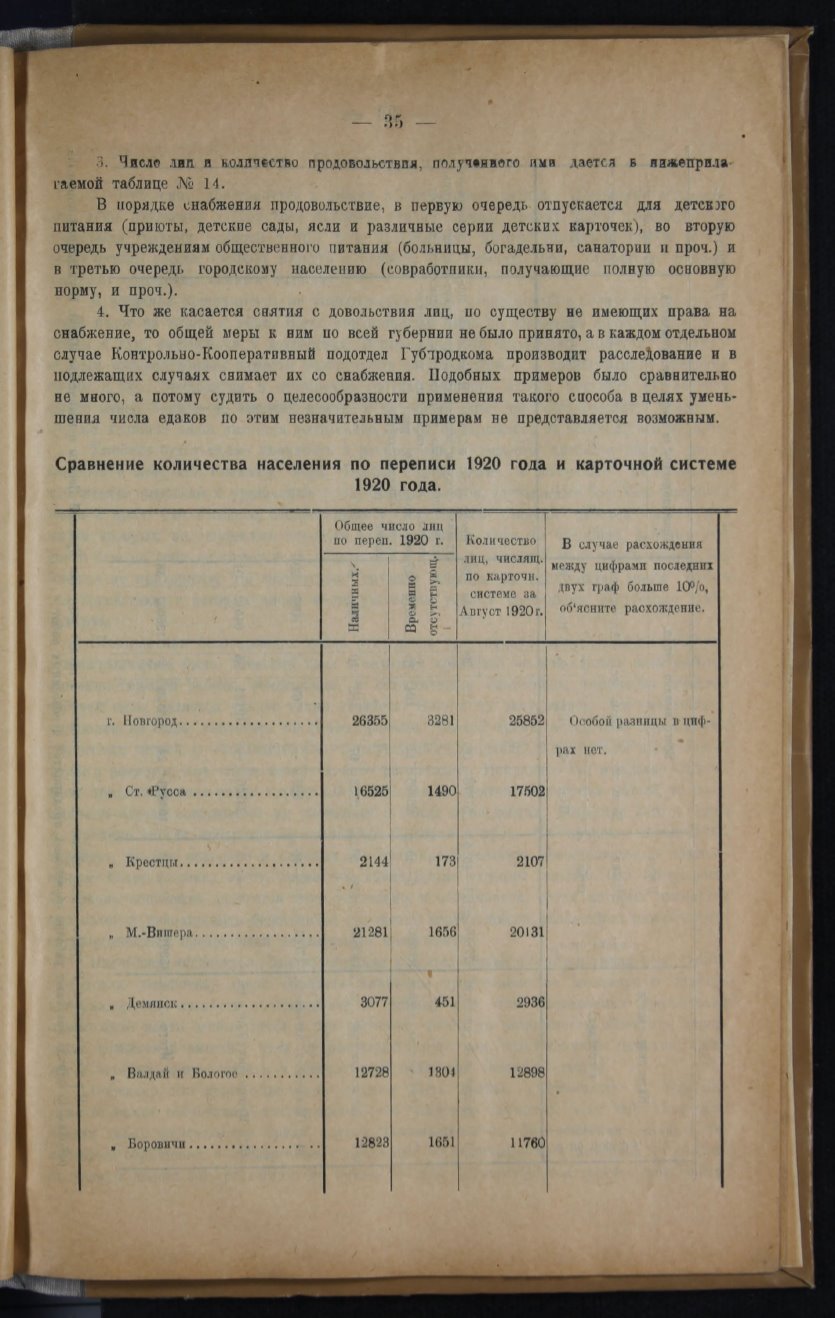 — 35 —
3. Число лип и количество продовольствия, полученного ими дается в нижеприла-
гаемой таблице № 14.
В порядке снабжения продовольствие, в первую очередь отпускается для детского
питания (приюты, детские сады, ясли и различные серии детских карточек), во вторую
очередь учреждениям общественного питания (больницы, богадельни, санатории и проч.) и
в третью очередь городскому населению (совработники, получающие полную основную
норму, и проч.).
4. Что же касается снятия с довольствия лиц, по существу не имеющих права на
снабжение, то общей меры к ним по всей губернии не было принято, а в каждом отдельном
случае Контрольно-Кооперативный подотдел Губпродкома производит расследование и в
подлежащих случаях снимает их со снабжения. Подобных примеров было сравнительно
не много, а потому судить о целесообразности применения такого способа в целях умень-
шения числа едаков по этим незначительным примерам не представляется возможным.
Сравнение количества населения по переписи 1920 года и карточной системе
1920 года.
Общее число лиц
по переп. 1920 г.
Наличных
Временно
отсутствующ.
Количество
лиц, числящ.
по карточн.
системе за
Август 1920 г.
В случае расхождения
между цифрами последних
двух граф больше 10%,
об'ясните расхождение.
г. Новгород.................... 26355 3281 25852 Особой разницы в циф-
рах нет.
„ Ст. Русса .................. 16525 1490 17502
„ Крестцы.................... 2144 173 2107
„ М.-Вишера.................. 21281 1656 20131
„ Демянск.................... 3077 451 2936
„ Валдай и Бологое ........... 12728 1304 12898
„ Боровичи................... 12823 1651 11760